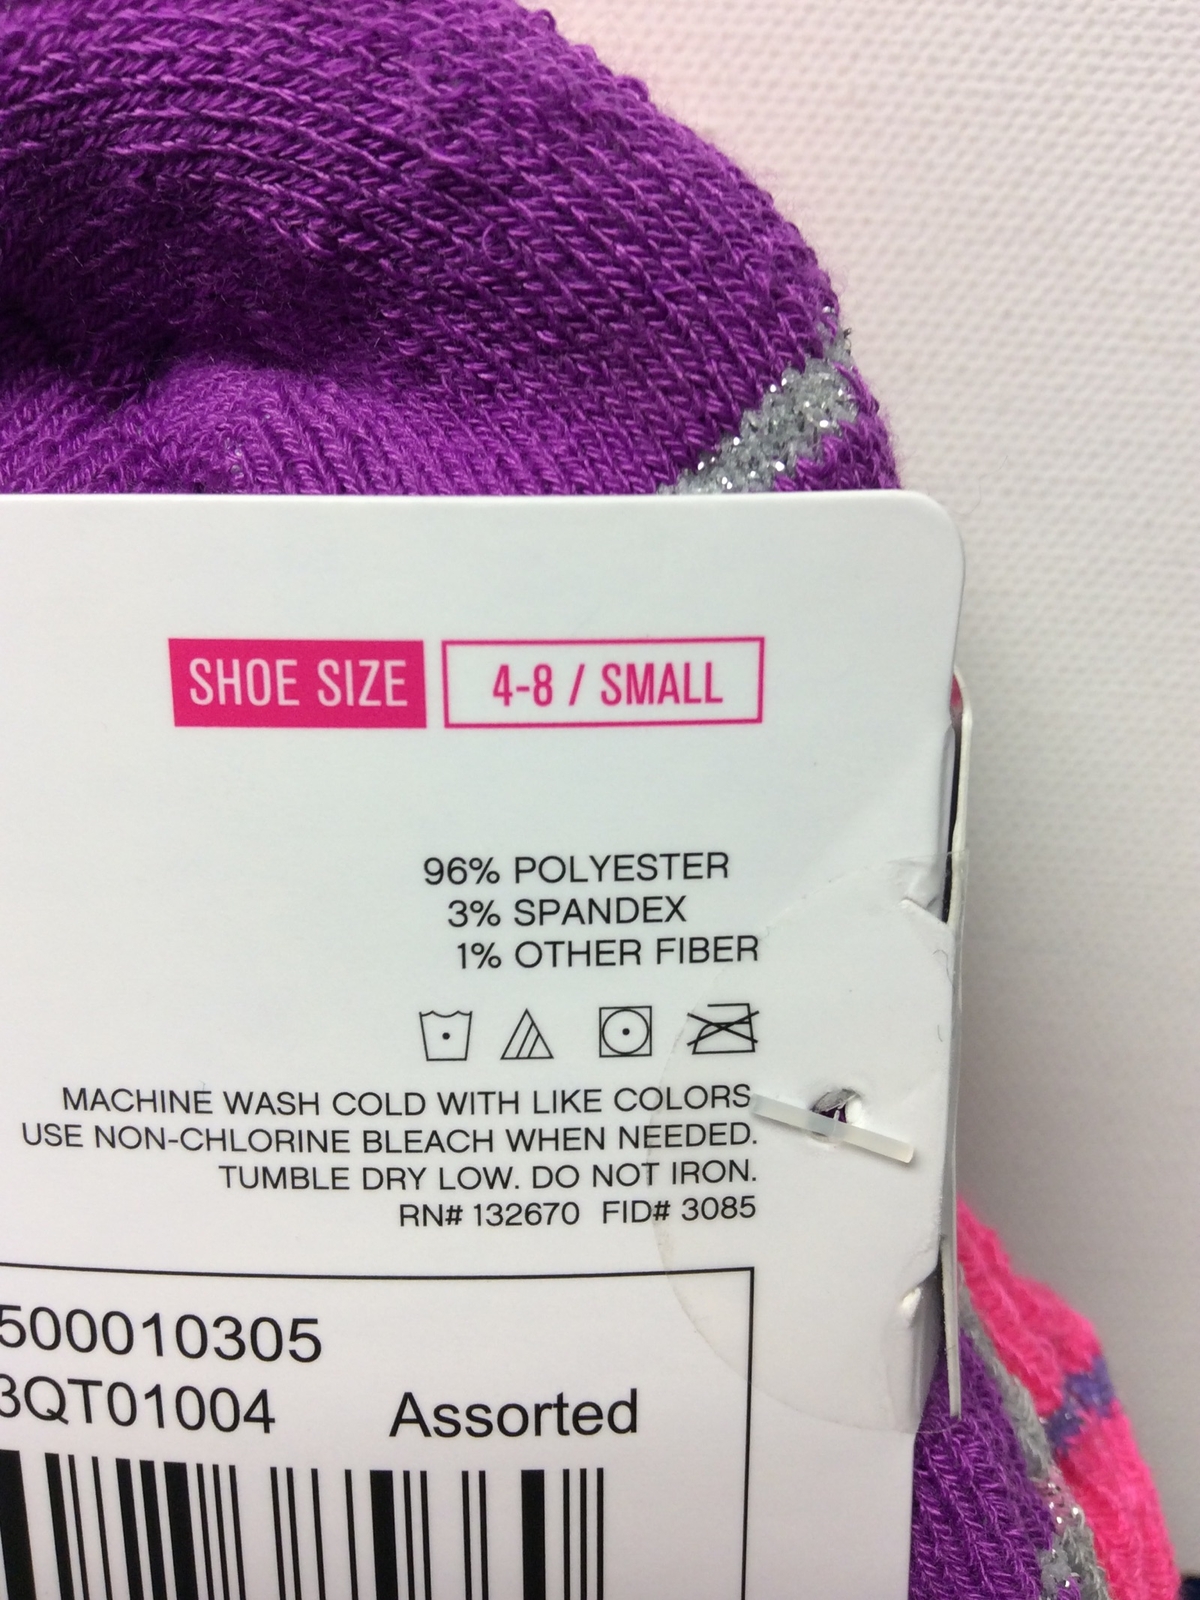 SHOE SIZE 4-8 / SMALL
96% POLYESTER
3% SPANDEX
1% OTHER FIBER
MACHINE WASH COLD WITH LIKE COLORS
USE NON-CHLORINE BLEACH WHEN NEEDED.
TUMBLE DRY LOW. DO NOT IRON.
RN# 132670 FID# 3085
500010305
3QT01004 Assorted